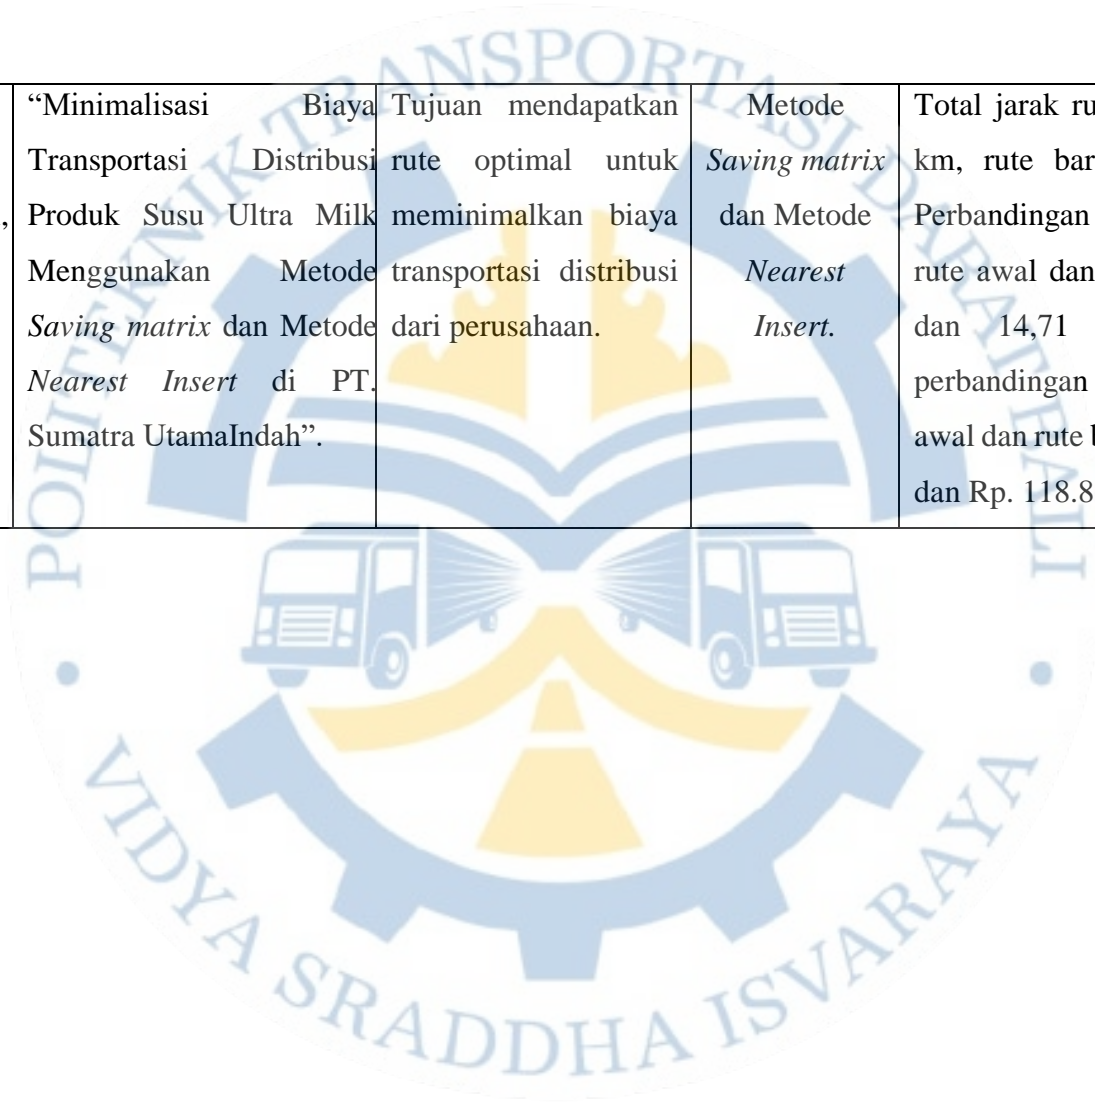 “Minimalisasi Biaya
Transportasi Distribusi
, Produk Susu Ultra Milk
Menggunakan Metode
Saving matrix dan Metode
Nearest Insert di PT.
Sumatra UtamaIndah”.
Tujuan mendapatkan
rute optimal untuk
meminimalkan biaya
transportasi distribusi
dari perusahaan.
Metode
Saving matrix
dan Metode
Nearest
Insert.
Total jarak
km, rute
Perbandingan
rute awal dan
dan 14,71
perbandingan
awal dan rute
dan Rp. 118.8
POLITEKNIK TRANSPORTASI DARAT BALI
VIDYA SRADDHA ISVARAYA